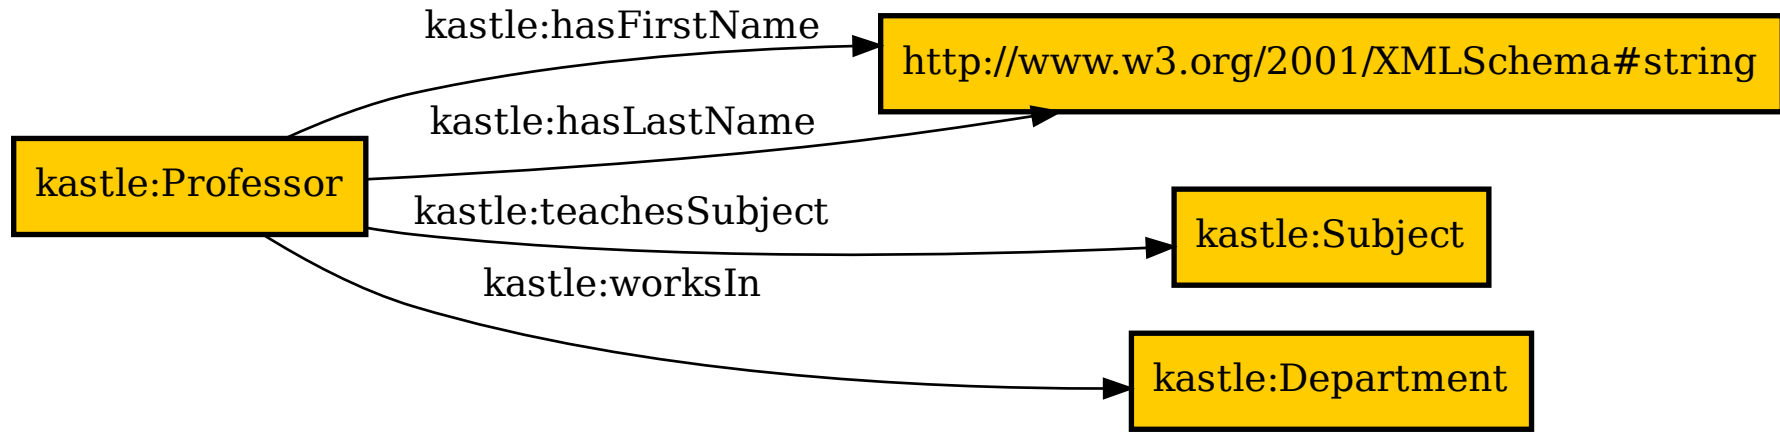 kastle:hasFirstName
http://www.w3.org/2001/XMLSchema#string
kastle:hasLastName
kastle:Professor
kastle:teachesSubject
kastle:Subject
kastle:worksIn
kastle:Department